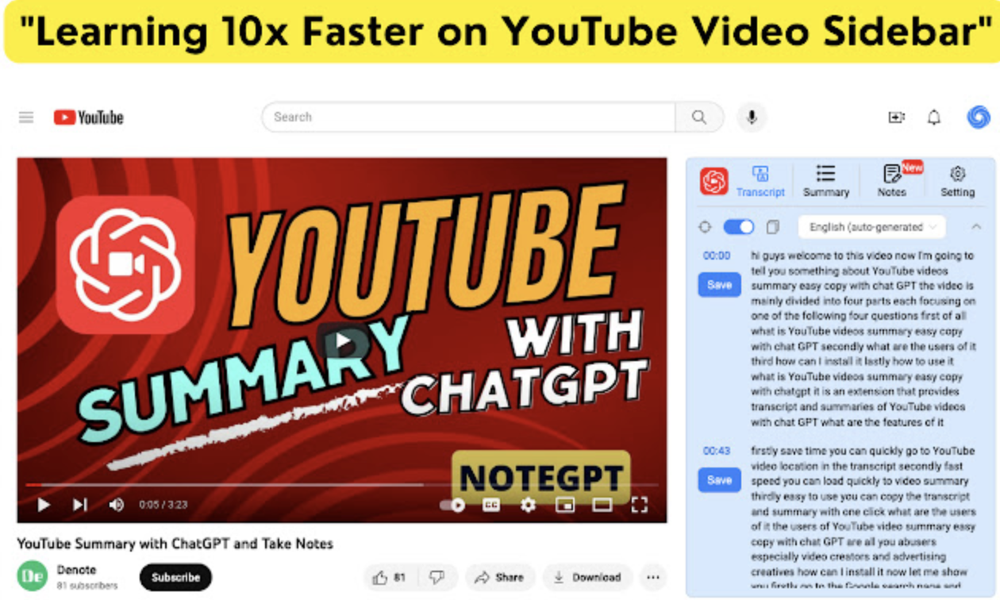 "Learning 10x Faster on YouTube Video Sidebar"
YouTube
Search
YOUTUBE
SUMMARY
WITH
CHATGPT
NOTEGPT
0:05 / 3:23
CC
YouTube Summary with ChatGPT and Take Notes
De
Denote
81 subscribers
Subscribe
81
Share
Download
Transcript
Summary
New
Notes
Setting
English (auto-generated
00:00
Save
hi guys welcome to this video now I'm going to
tell you something about YouTube videos
summary easy copy with chat GPT the video is
mainly divided into four parts each focusing on
one of the following four questions first of all
what is YouTube videos summary easy copy
with chat GPT secondly what are the users of it
third how can I install it lastly how to use it
what is YouTube videos summary easy copy
with chatgpt it is an extension that provides
transcript and summaries of YouTube videos
with chat GPT what are the features of it
00:43
Save
firstly save time you can quickly go to YouTube
video location in the transcript secondly fast
speed you can load quickly to video summary
thirdly easy to use you can copy the transcript
and summary with one click what are the users
of it the users of YouTube video summary easy
copy with chat GPT are all you abusers
especially video creators and advertising
creatives how can I install it now let me show
you firstly go to the Google search page and